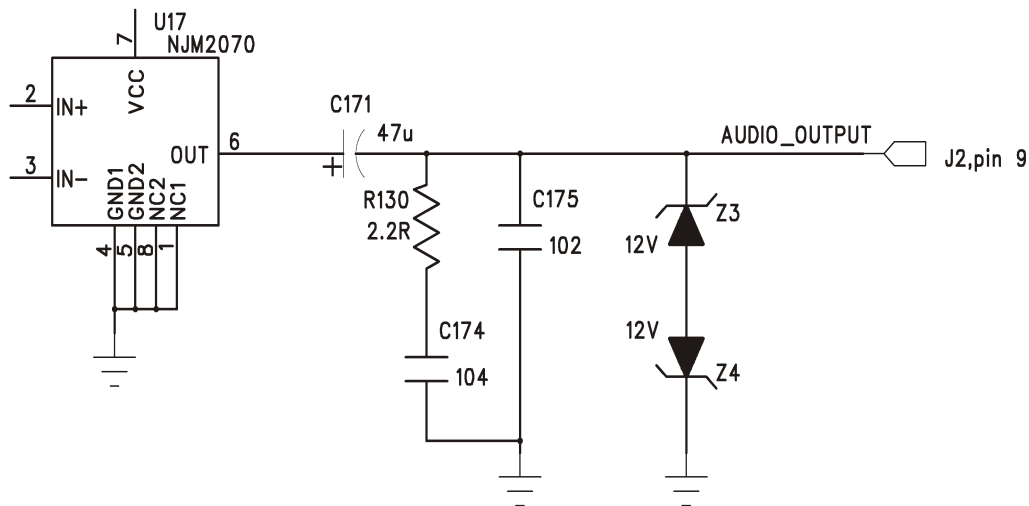 U17
NJM2070
7
VCC
2
IN+
3
IN-
OUT
6
GND1
GND2
NC2
NC1
4
5
8
1
C171
+
47u
AUDIO_OUTPUT
J2,pin 9
R130
2.2R
C175
102
C174
104
Z3
12V
12V
Z4